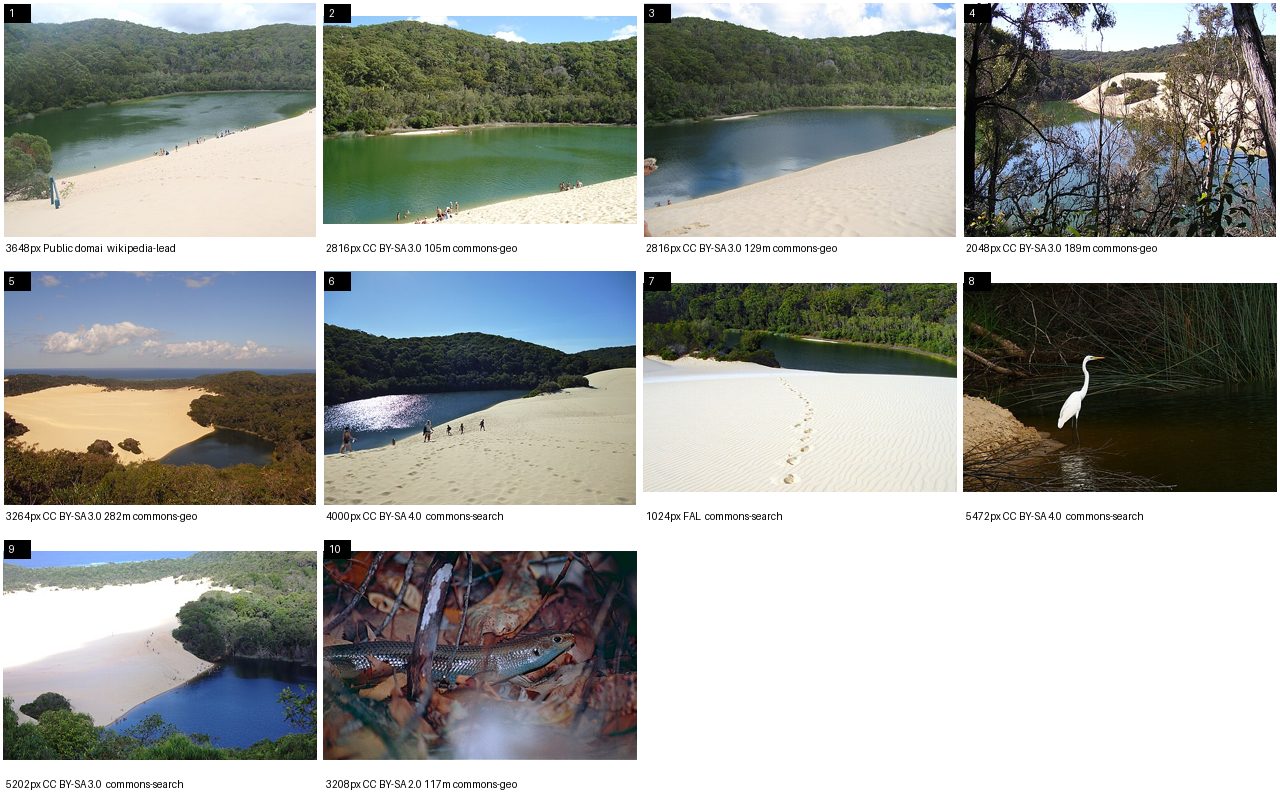 1
2
3
4
3648px Public domai wikipedia-lead
2816px CC BY-SA 3.0 105m commons-geo
2816px CC BY-SA 3.0 129m commons-geo
2048px CC BY-SA 3.0 189m commons-geo
5
6
7
8
3264px CC BY-SA 3.0 282m commons-geo
4000px CC BY-SA 4.0 commons-search
1024px FAL commons-search
5472px CC BY-SA 4.0 commons-search
9
10
5202px CC BY-SA 3.0 commons-search
3208px CC BY-SA 2.0 117m commons-geo